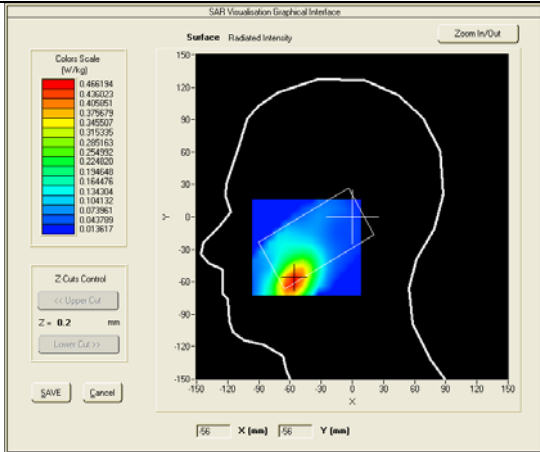 SAR Visualisation Graphical Interface
Surface Radiated Intensity
Zoom In/Out
Colors Scale
(W/kg)
0.466194
0.436023
0.405851
0.375679
0.345507
0.315335
0.285163
0.254992
0.224820
0.194648
0.164476
0.134304
0.104132
0.073961
0.043789
0.013617
Z Cuts Control
<< Upper Cut
Z = 0.2 mm
Lower Cut >>
SAVE
Cancel
150
120
90
60
30
0
-30
-60
-90
-120
-150
Y
-150 -120 -90 -60 -30 0 30 60 90 120 150
X
-56 X (mm) -56 Y (mm)